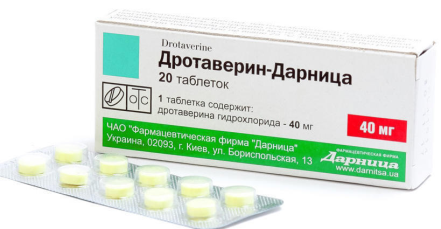 Drotaverine
Дротаверин-Дарница
20 таблеток
ОТС
1 таблетка содержит:
дротаверина гидрохлорида - 40 мг
40 мг
ЧАО "Фармацевтическая фирма "Дарница"
Украина, 02093, г. Киев, ул. Бориспольская, 13
ФАРМАЦЕВТИЧЕСКАЯ ФИРМА
Дарница
www.darnitsa.ua